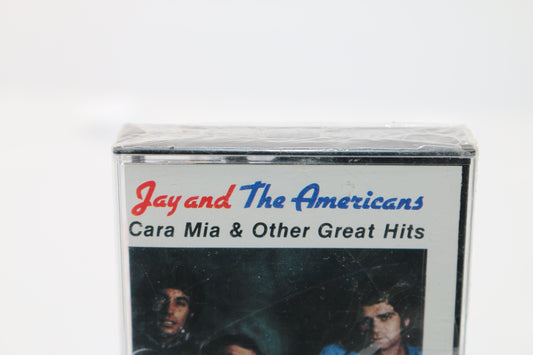 Jay and The Americans
Cara Mia & Other Great Hits